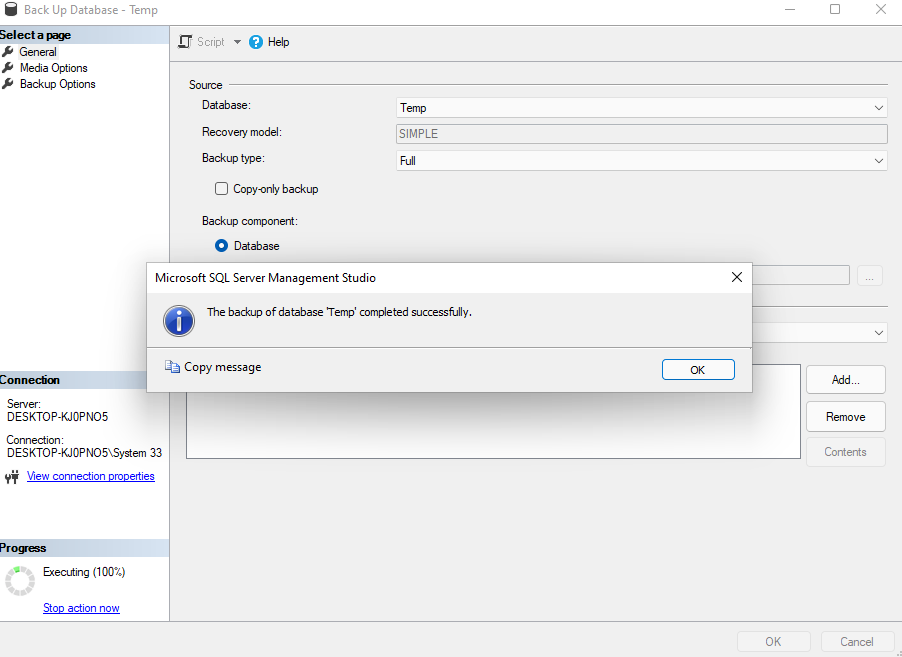 Back Up Database - Temp
Select a page
General
Media Options
Backup Options
Script
Help
Source
Database:
Temp
Recovery model:
SIMPLE
Backup type:
Full
Copy-only backup
Backup component:
Database
...
Microsoft SQL Server Management Studio
The backup of database 'Temp' completed successfully.
Copy message
OK
Add...
Remove
Contents
Connection
Server:
DESKTOP-KJ0PNO5
Connection:
DESKTOP-KJ0PNO5\System 33
View connection properties
Progress
Executing (100%)
Stop action now
OK
Cancel